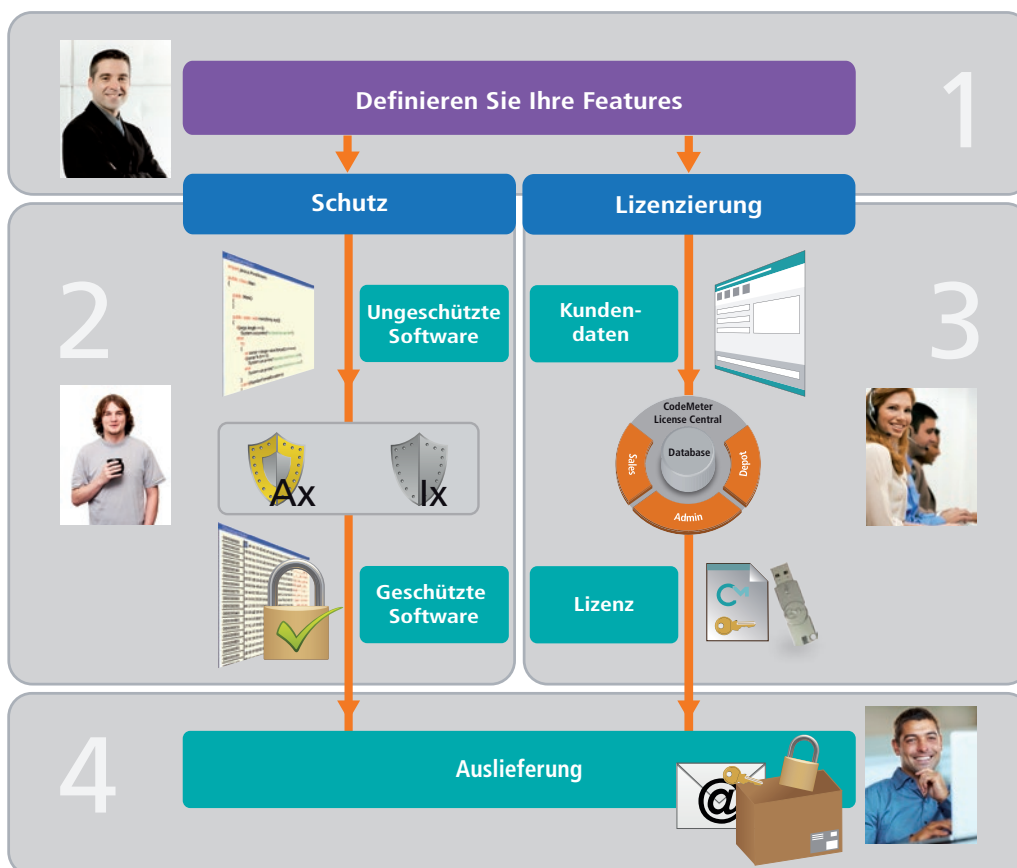 1
Definieren Sie Ihre Features
Schutz
Lizenzierung
2
Ungeschützte
Software
Kunden-
daten
3
CodeMeter
License Central
Database
Sales
Depot
Admin
Ax
Ix
Geschützte
Software
Lizenz
CM
4
Auslieferung
@